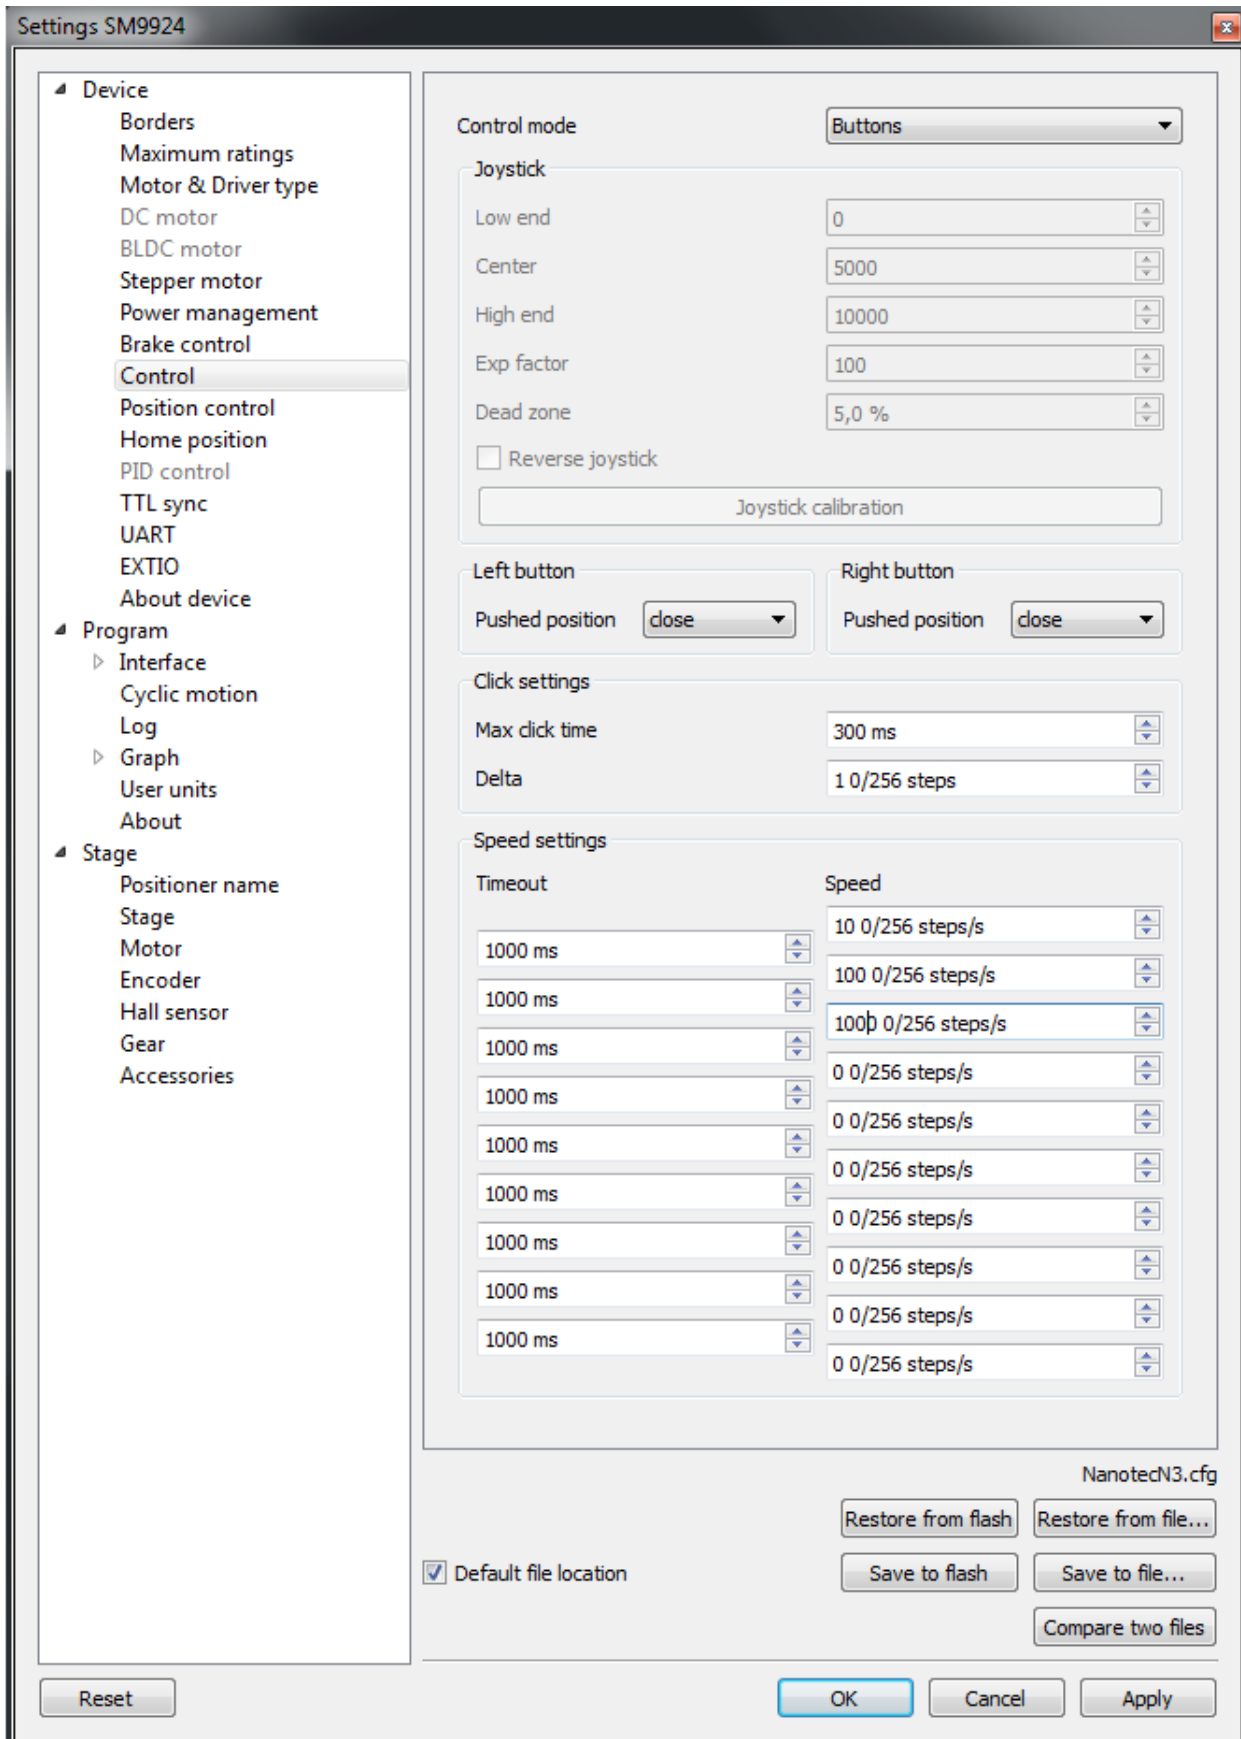 Settings SM9924
Device
Borders
Maximum ratings
Motor & Driver type
DC motor
BLDC motor
Stepper motor
Power management
Brake control
Control
Position control
Home position
PID control
TTL sync
UART
EXTIO
About device
Program
Interface
Cyclic motion
Log
Graph
User units
About
Stage
Positioner name
Stage
Motor
Encoder
Hall sensor
Gear
Accessories
Control mode Buttons
Joystick
Low end 0
Center 5000
High end 10000
Exp factor 100
Dead zone 5,0 %
Reverse joystick
Joystick calibration
Left button
Pushed position close
Right button
Pushed position close
Click settings
Max click time 300 ms
Delta 1 0/256 steps
Speed settings
Timeout
1000 ms
1000 ms
1000 ms
1000 ms
1000 ms
1000 ms
1000 ms
1000 ms
1000 ms
Speed
10 0/256 steps/s
100 0/256 steps/s
1000 0/256 steps/s
0 0/256 steps/s
0 0/256 steps/s
0 0/256 steps/s
0 0/256 steps/s
0 0/256 steps/s
0 0/256 steps/s
0 0/256 steps/s
NanotecN3.cfg
Restore from flash Restore from file...
Default file location Save to flash Save to file...
Compare two files
Reset OK Cancel Apply